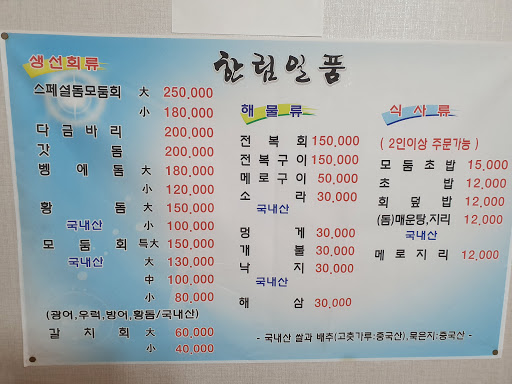 한림일품
생선회류
스페셜돔모둠회 大 250,000
小 180,000
다금바리 200,000
갓돔 200,000
벵에돔 大 180,000
小 120,000
황돔 大 150,000
국내산 小 100,000
모둠회 특大 150,000
국내산 大 130,000
中 100,000
小 80,000
(광어,우럭,방어,황돔/국내산)
갈치회 大 60,000
小 40,000
해물류
전복회 150,000
전복구이 150,000
메로구이 50,000
소라 30,000
국내산
멍게 30,000
개불 30,000
낙지 30,000
국내산
해삼 30,000
식사류
( 2인이상 주문가능 )
모둠초밥 15,000
초밥 12,000
회덮밥 12,000
(돔)매운탕,지리 12,000
국내산
메로지리 12,000
- 국내산 쌀과 배추(고춧가루:중국산),묵은지:중국산 -